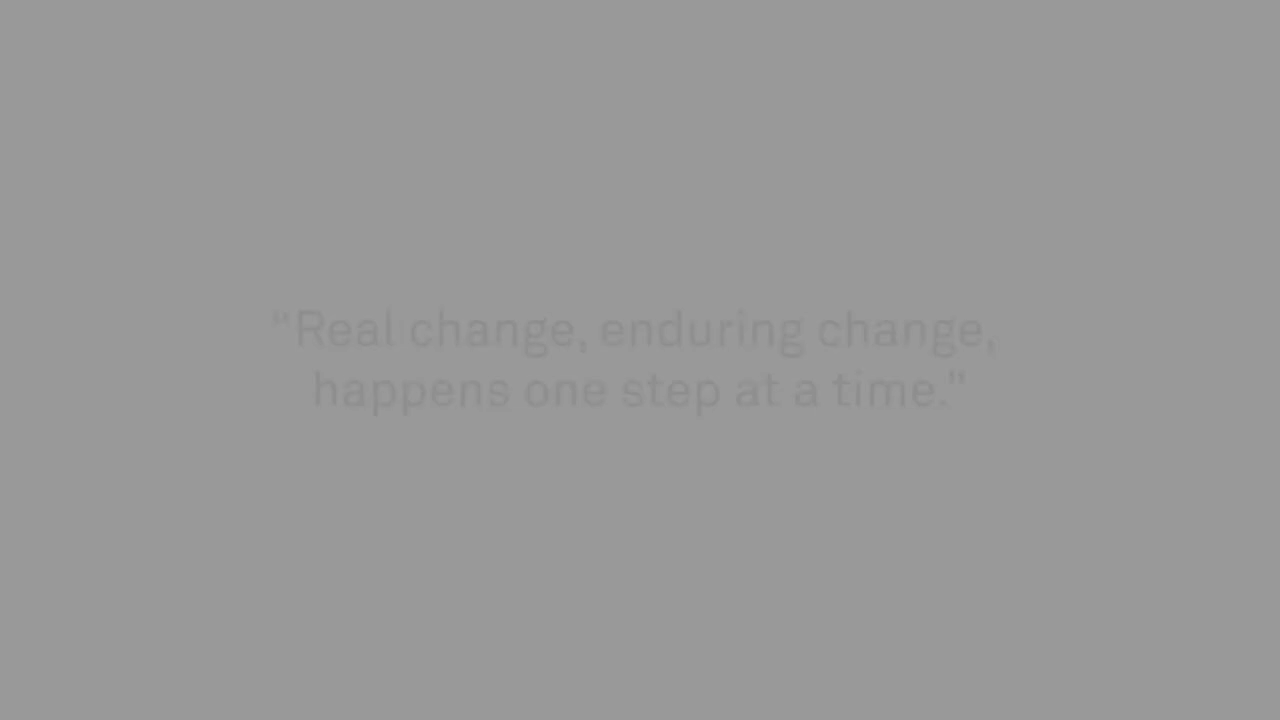 "Real change, enduring change,
happens one step at a time."